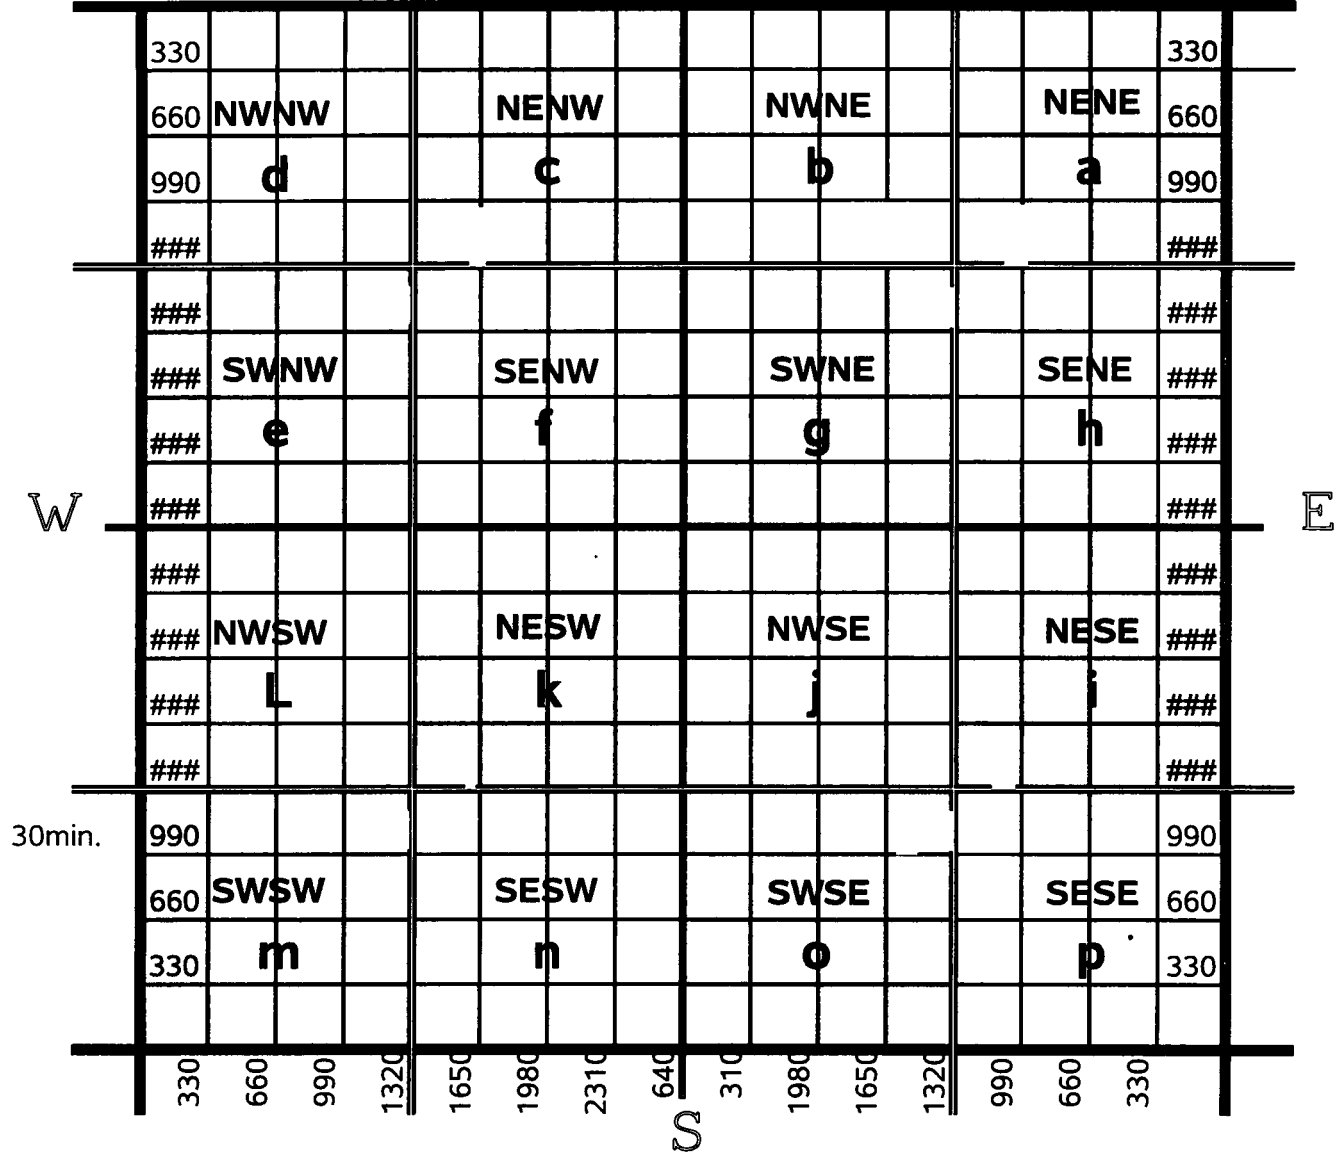 330 330
NWNW NENW NWNE NENE
660 660
d c b a
990 990
### ###
### ###
SWNW SENW SWNE SENE
### ###
e f g h
### ###
W ### ### E
### ###
NWSW NESW NWSE NESE
### ###
L k j i
### ###
### ###
30min. 990 990
SWSW SESW SWSE SESE
660 660
m n o p
330 330
330 660 990 1320 1650 1980 2310 640 310 1980 1650 1320 990 660 330
S